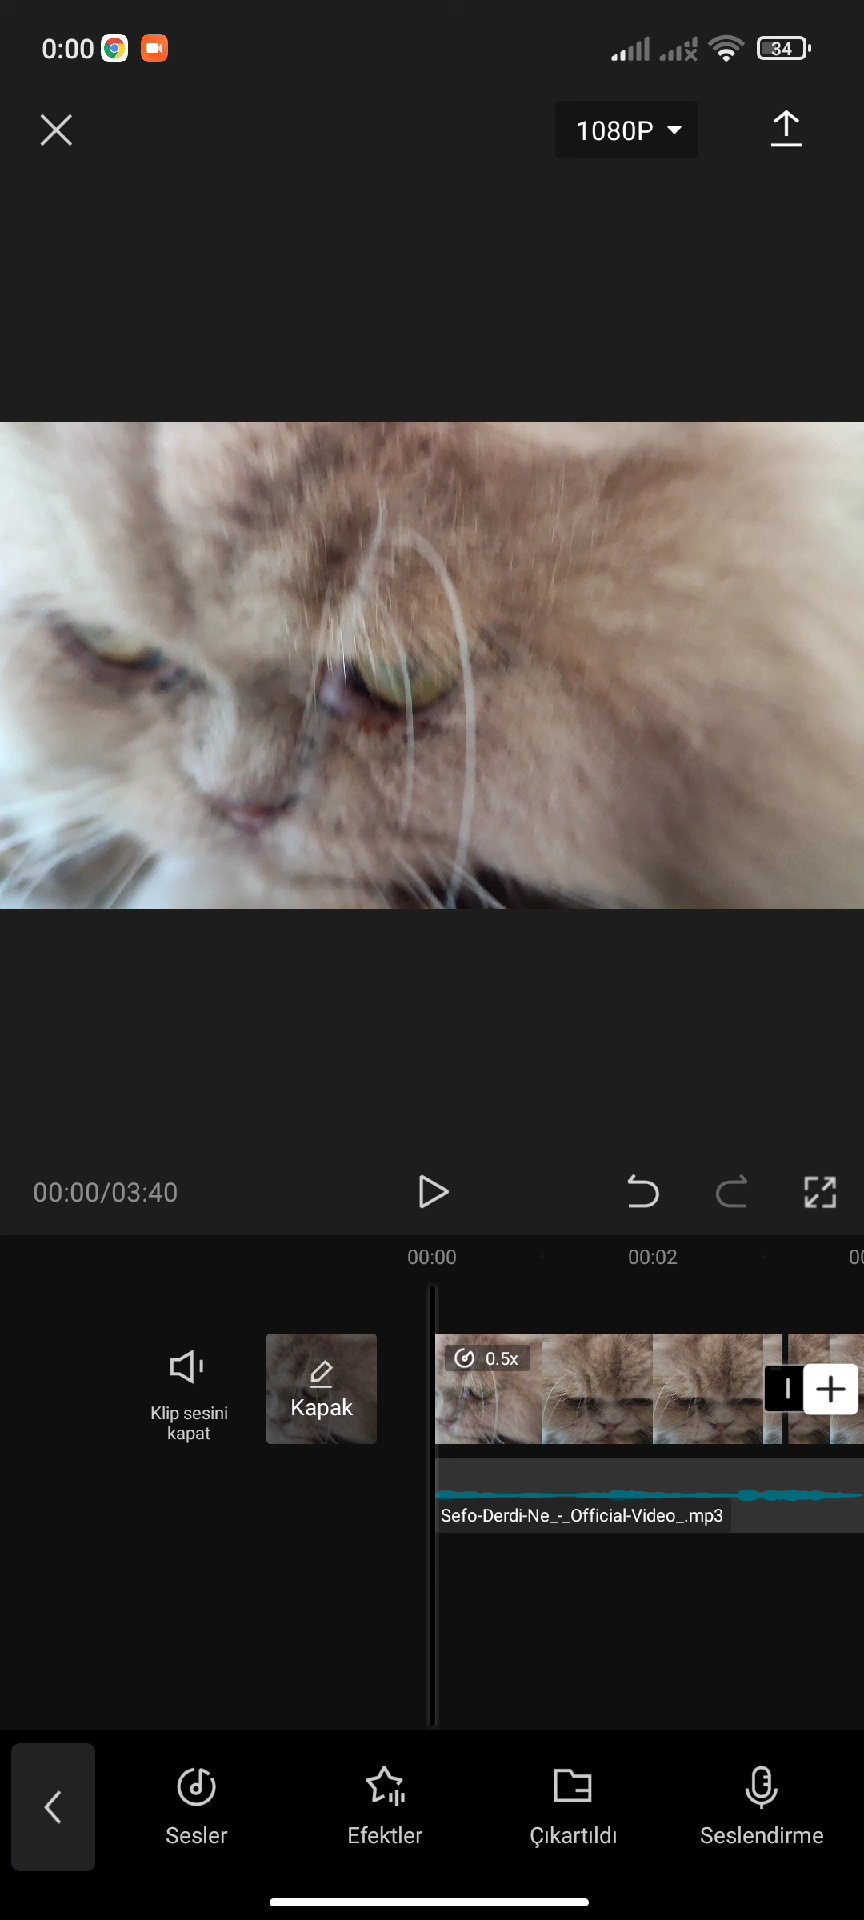 0:00
34
1080P
00:00/03:40
00:00
00:02
00
0.5x
Klip sesini
kapat
Kapak
Sefo-Derdi-Ne_-_Official-Video_.mp3
Sesler
Efektler
Çıkartıldı
Seslendirme